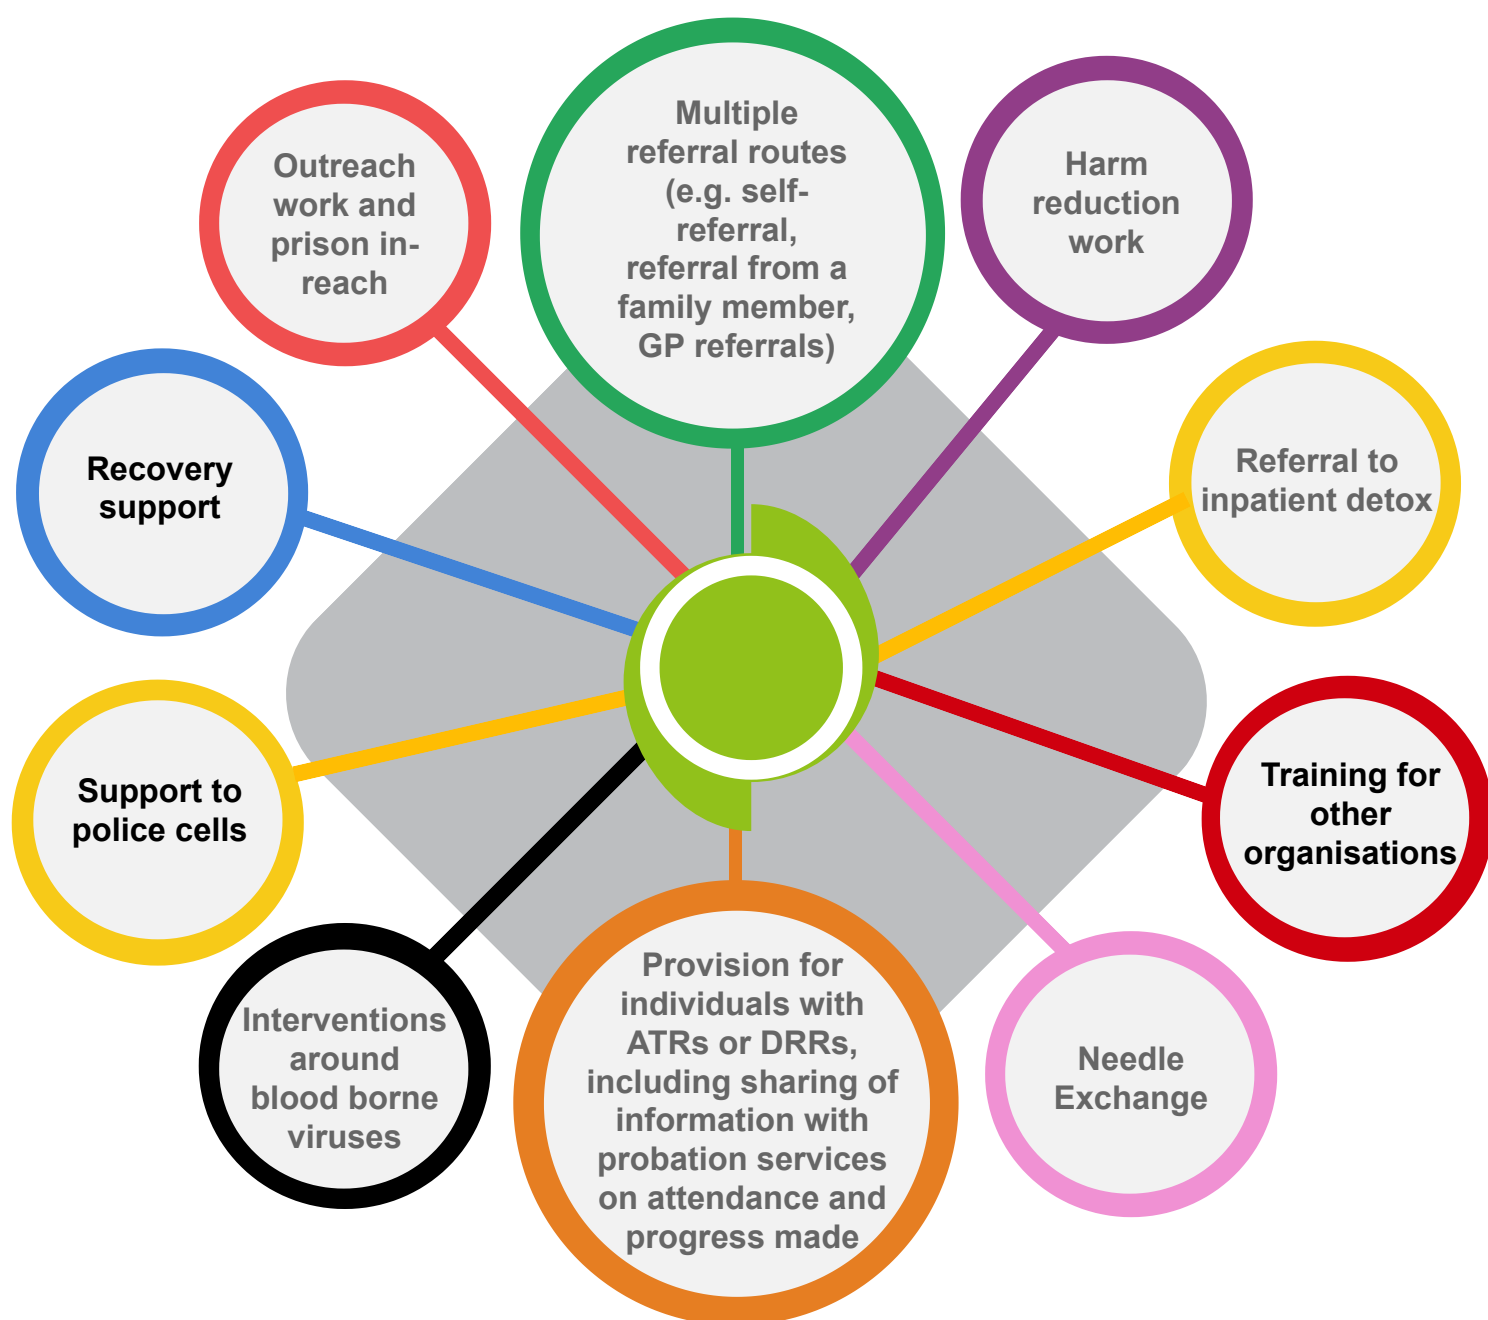 Multiple
referral routes
(e.g. self-
referral,
referral from a
family member,
GP referrals)
Harm
reduction
work
Referral to
inpatient detox
Training for
other
organisations
Needle
Exchange
Provision for
individuals with
ATRs or DRRs,
including sharing of
information with
probation services
on attendance and
progress made
Interventions
around
blood borne
viruses
Support to
police cells
Recovery
support
Outreach
work and
prison in-
reach